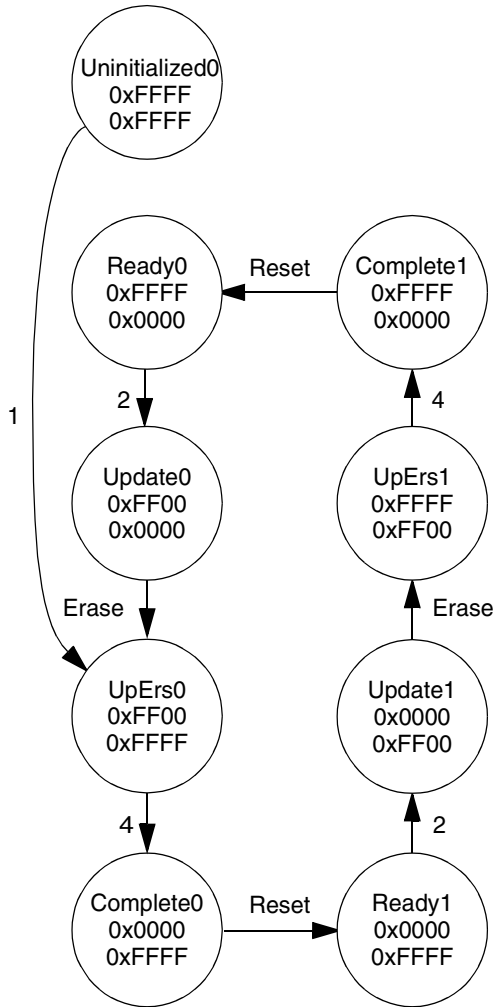 Uninitialized0
0xFFFF
0xFFFF
Ready0
0xFFFF
0x0000
Reset
Complete1
0xFFFF
0x0000
1
2
4
Update0
0xFF00
0x0000
UpErs1
0xFFFF
0xFF00
Erase
Erase
UpErs0
0xFF00
0xFFFF
Update1
0x0000
0xFF00
4
2
Complete0
0x0000
0xFFFF
Reset
Ready1
0x0000
0xFFFF